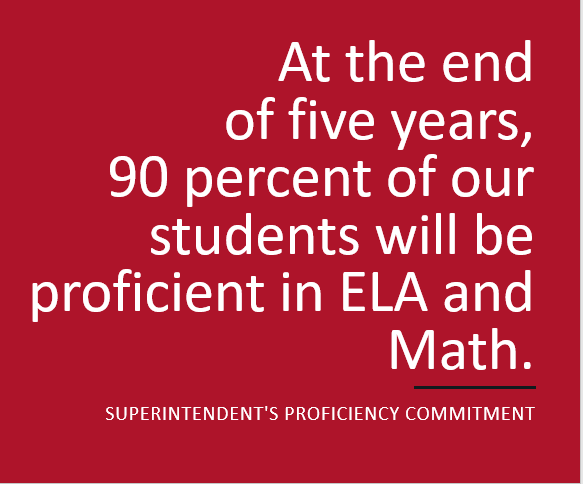 At the end
of five years,
90 percent of our
students will be
proficient in ELA and
Math.
SUPERINTENDENT'S PROFICIENCY COMMITMENT